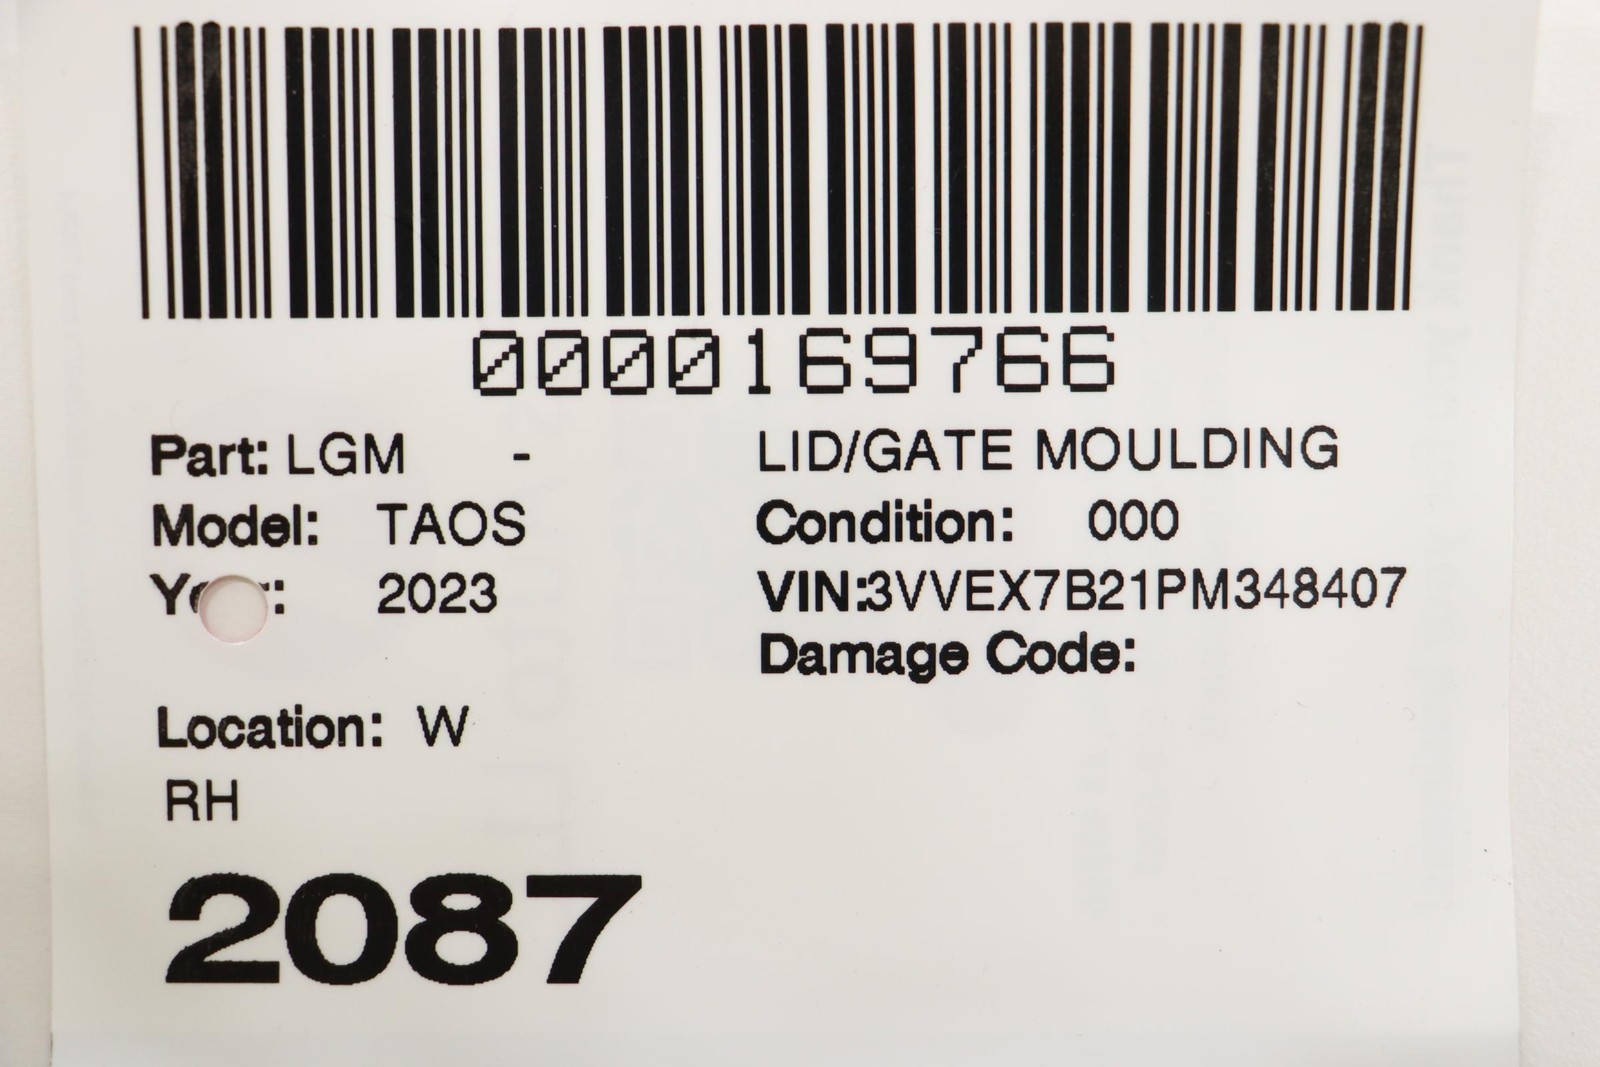 0000169766
Part: LGM - LID/GATE MOULDING
Model: TAOS Condition: 000
2023 VIN:3VVEX7B21PM348407
Damage Code:
Location: W
RH
2087